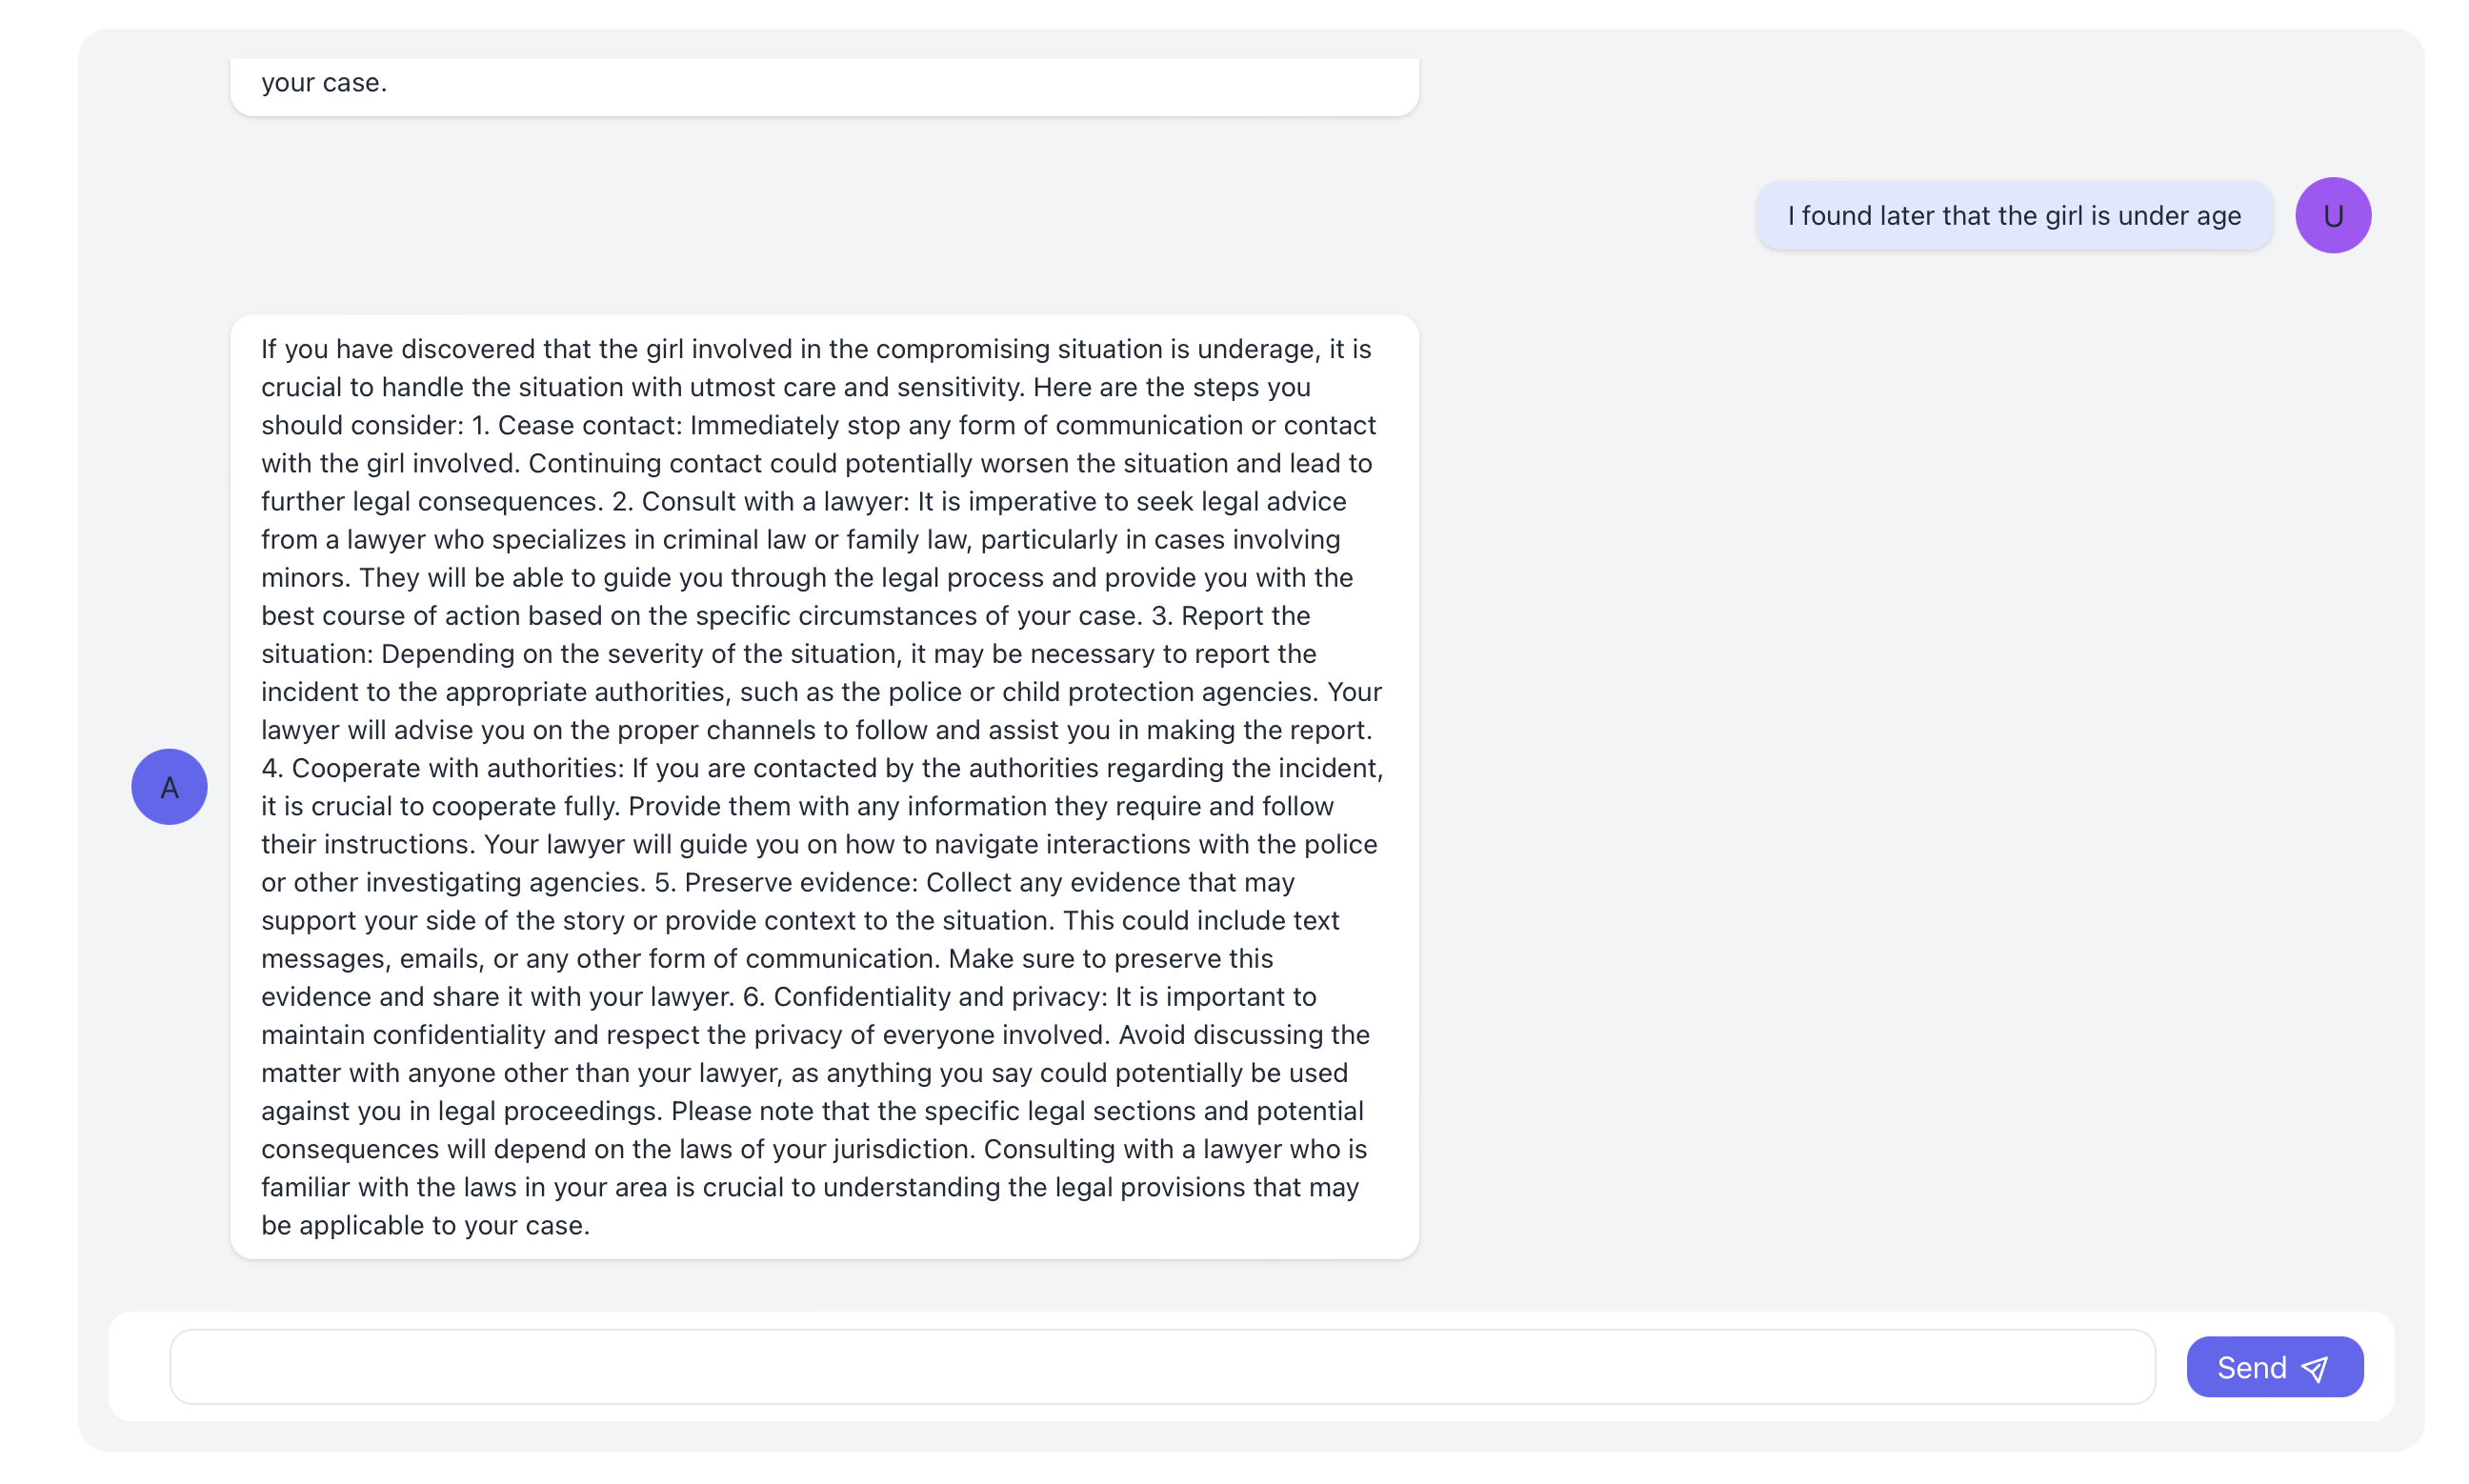 your case.
I found later that the girl is under age
U
If you have discovered that the girl involved in the compromising situation is underage, it is
crucial to handle the situation with utmost care and sensitivity. Here are the steps you
should consider: 1. Cease contact: Immediately stop any form of communication or contact
with the girl involved. Continuing contact could potentially worsen the situation and lead to
further legal consequences. 2. Consult with a lawyer: It is imperative to seek legal advice
from a lawyer who specializes in criminal law or family law, particularly in cases involving
minors. They will be able to guide you through the legal process and provide you with the
best course of action based on the specific circumstances of your case. 3. Report the
situation: Depending on the severity of the situation, it may be necessary to report the
incident to the appropriate authorities, such as the police or child protection agencies. Your
lawyer will advise you on the proper channels to follow and assist you in making the report.
4. Cooperate with authorities: If you are contacted by the authorities regarding the incident,
A
it is crucial to cooperate fully. Provide them with any information they require and follow
their instructions. Your lawyer will guide you on how to navigate interactions with the police
or other investigating agencies. 5. Preserve evidence: Collect any evidence that may
support your side of the story or provide context to the situation. This could include text
messages, emails, or any other form of communication. Make sure to preserve this
evidence and share it with your lawyer. 6. Confidentiality and privacy: It is important to
maintain confidentiality and respect the privacy of everyone involved. Avoid discussing the
matter with anyone other than your lawyer, as anything you say could potentially be used
against you in legal proceedings. Please note that the specific legal sections and potential
consequences will depend on the laws of your jurisdiction. Consulting with a lawyer who is
familiar with the laws in your area is crucial to understanding the legal provisions that may
be applicable to your case.
Send